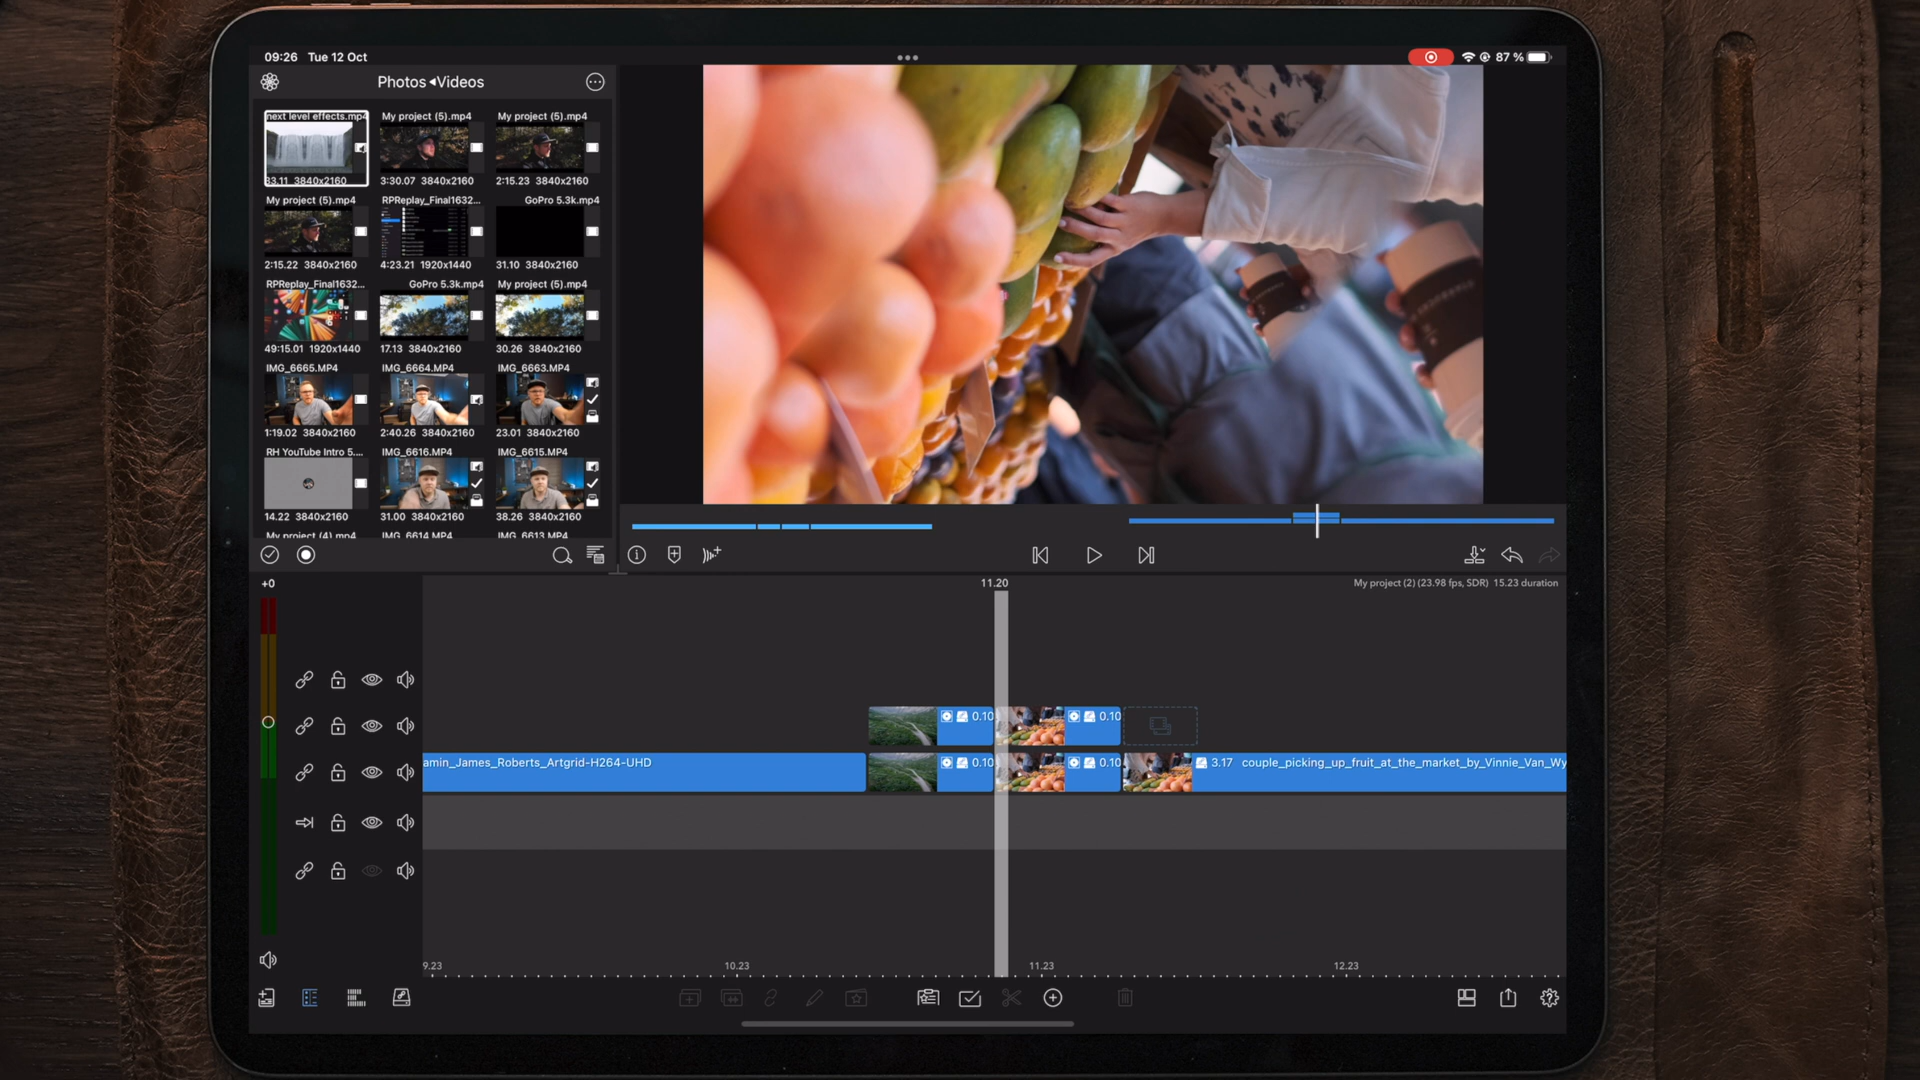 09:26 Tue 12 Oct
87 %
Photos ◂Videos
next level effects.mp4
My project (5).mp4
My project (5).mp4
33.11 3840x2160
3:30.07 3840x2160
2:15.23 3840x2160
My project (5).mp4
RPReplay_Final1632...
GoPro 5.3k.mp4
2:15.22 3840x2160
4:23.21 1920x1440
31.10 3840x2160
RPReplay_Final1632...
GoPro 5.3k.mp4
My project (5).mp4
49:15.01 1920x1440
17.13 3840x2160
30.26 3840x2160
IMG_6665.MP4
IMG_6664.MP4
IMG_6663.MP4
1:19.02 3840x2160
2:40.26 3840x2160
23.01 3840x2160
RH YouTube Intro 5....
IMG_6616.MP4
IMG_6615.MP4
14.22 3840x2160
31.00 3840x2160
38.26 3840x2160
My project (4).mp4
IMG_6614.MP4
IMG_6613.MP4
+0
11.20
My project (2) (23.98 fps, SDR) 15.23 duration
0.10
0.10
amin_James_Roberts_Artgrid-H264-UHD
0.10
0.10
3.17 couple_picking_up_fruit_at_the_market_by_Vinnie_Van_Wy
9.23
10.23
11.23
12.23